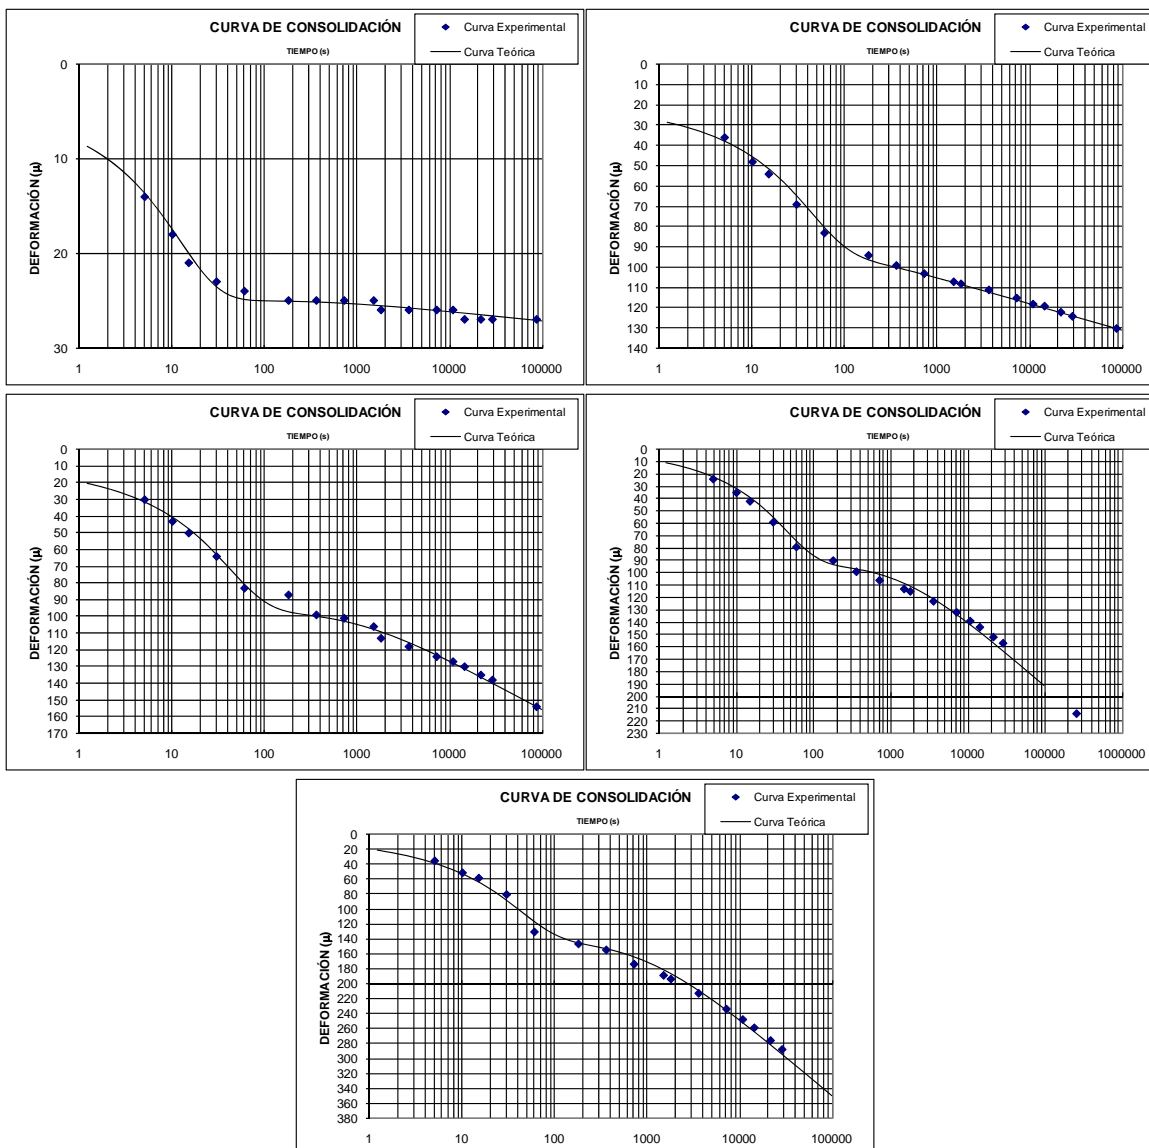 CURVA DE CONSOLIDACIÓN
Curva Experimental
Curva Teórica
TIEMPO (s)
DEFORMACIÓN (µ)
0
10
20
30
1 10 100 1000 10000 100000
CURVA DE CONSOLIDACIÓN
Curva Experimental
Curva Teórica
TIEMPO (s)
DEFORMACIÓN (µ)
0
10
20
30
40
50
60
70
80
90
100
110
120
130
140
1 10 100 1000 10000 100000
CURVA DE CONSOLIDACIÓN
Curva Experimental
Curva Teórica
TIEMPO (s)
DEFORMACIÓN (µ)
0
10
20
30
40
50
60
70
80
90
100
110
120
130
140
150
160
170
1 10 100 1000 10000 100000
CURVA DE CONSOLIDACIÓN
Curva Experimental
Curva Teórica
TIEMPO (s)
DEFORMACIÓN (µ)
0
10
20
30
40
50
60
70
80
90
100
110
120
130
140
150
160
170
180
190
200
210
220
230
1 10 100 1000 10000 100000 1000000
CURVA DE CONSOLIDACIÓN
Curva Experimental
Curva Teórica
TIEMPO (s)
DEFORMACIÓN (µ)
0
20
40
60
80
100
120
140
160
180
200
220
240
260
280
300
320
340
360
380
1 10 100 1000 10000 100000